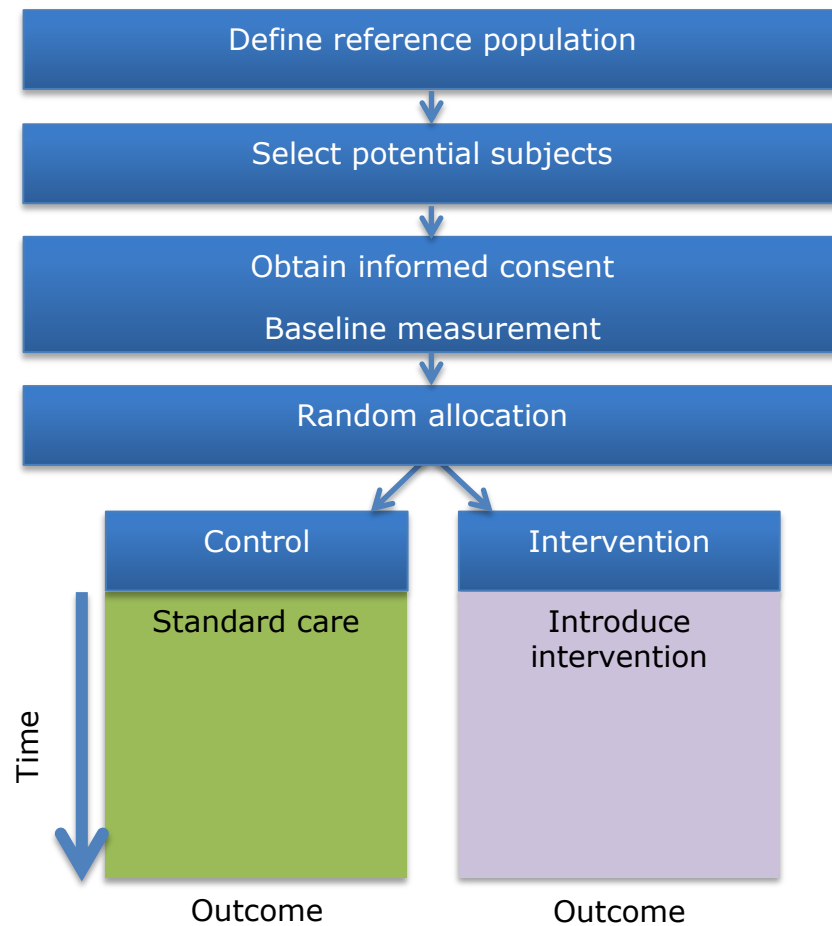 Define reference population
Select potential subjects
Obtain informed consent
Baseline measurement
Random allocation
Control
Intervention
Standard care
Introduce
intervention
Time
Outcome
Outcome